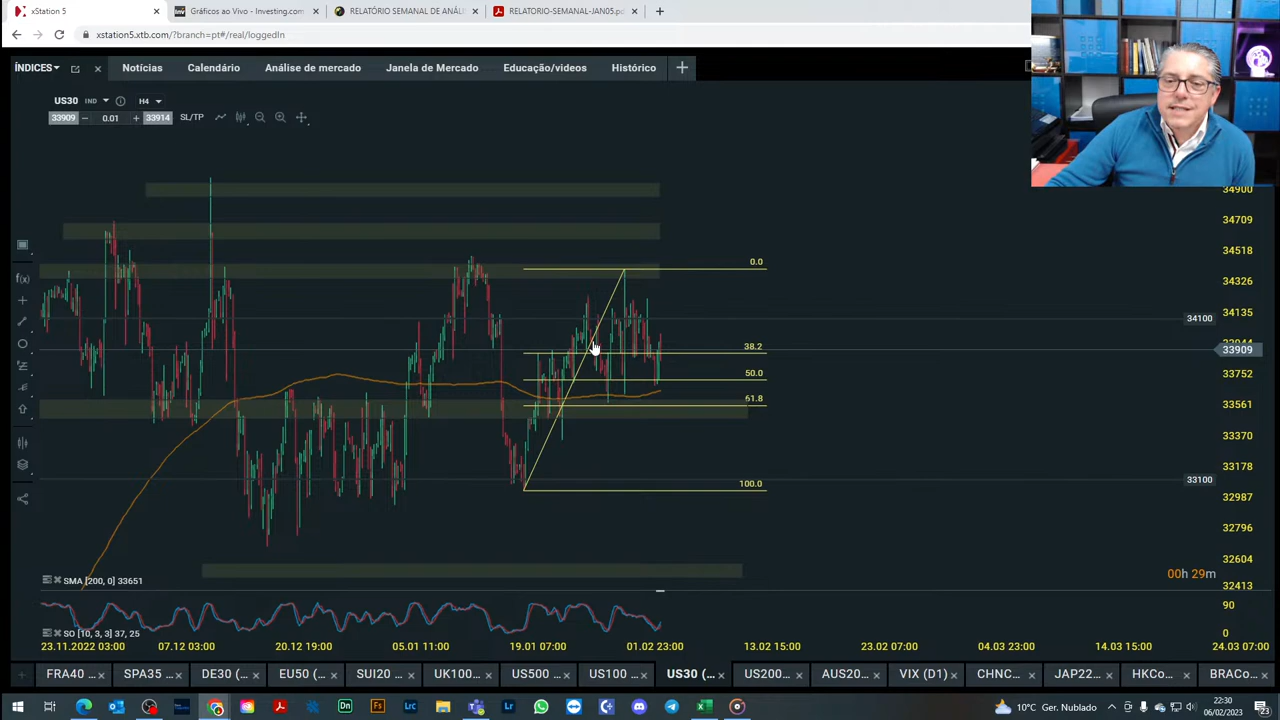 xStation 5
Gráficos ao Vivo - Investing.com
RELATÓRIO SEMANAL DE ANÁLIS
RELATORIO-SEMANAL-JAN05.pdf
xstation5.xtb.com/?branch=pt#/real/loggedIn
ÍNDICES
Notícias
Calendário
Análise de mercado
Janela de Mercado
Educação/videos
Histórico
US30 IND H4
33909 0.01 33914 SL/TP
34900
34709
34518
34326
34135
33909
33752
33561
33370
33178
32987
32796
32604
32413
34100
33100
0.0
38.2
50.0
61.8
100.0
00h 29m
SMA [200, 0] 33651
90
SO [10, 3, 3] 37, 25
0
23.11.2022 03:00 07.12 03:00 20.12 19:00 05.01 11:00 19.01 07:00 01.02 23:00 13.02 15:00 23.02 07:00 04.03 23:00 14.03 15:00 24.03 07:00
FRA40 ... SPA35 ... DE30 (... EU50 (... SUI20 ... UK100... US500 ... US100 ... US30 (... US200... AUS20... VIX (D1) CHNC... JAP22... HKCo... BRACo
10°C Ger. Nublado
22:30
06/02/2023
23